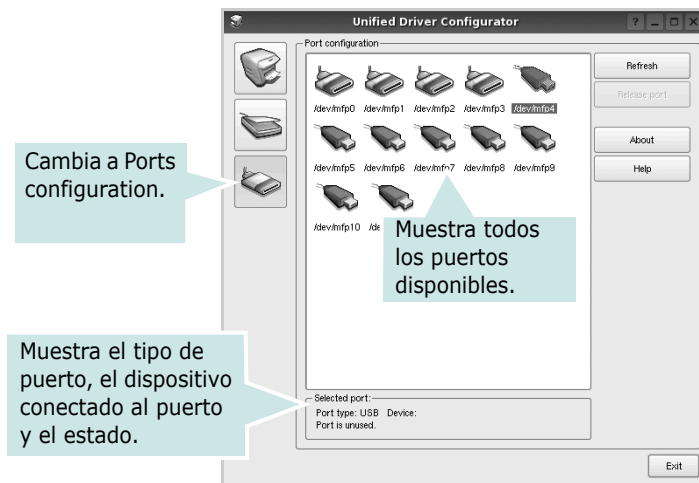 Unified Driver Configurator
Port configuration
/dev/mfp0 /dev/mfp1 /dev/mfp2 /dev/mfp3 /dev/mfp4
/dev/mfp5 /dev/mfp6 /dev/mfp7 /dev/mfp8 /dev/mfp9
/dev/mfp10
Refresh
Release port
About
Help
Cambia a Ports
configuration.
Muestra todos
los puertos
disponibles.
Muestra el tipo de
puerto, el dispositivo
conectado al puerto
y el estado.
Selected port:
Port type: USB Device:
Port is unused.
Exit